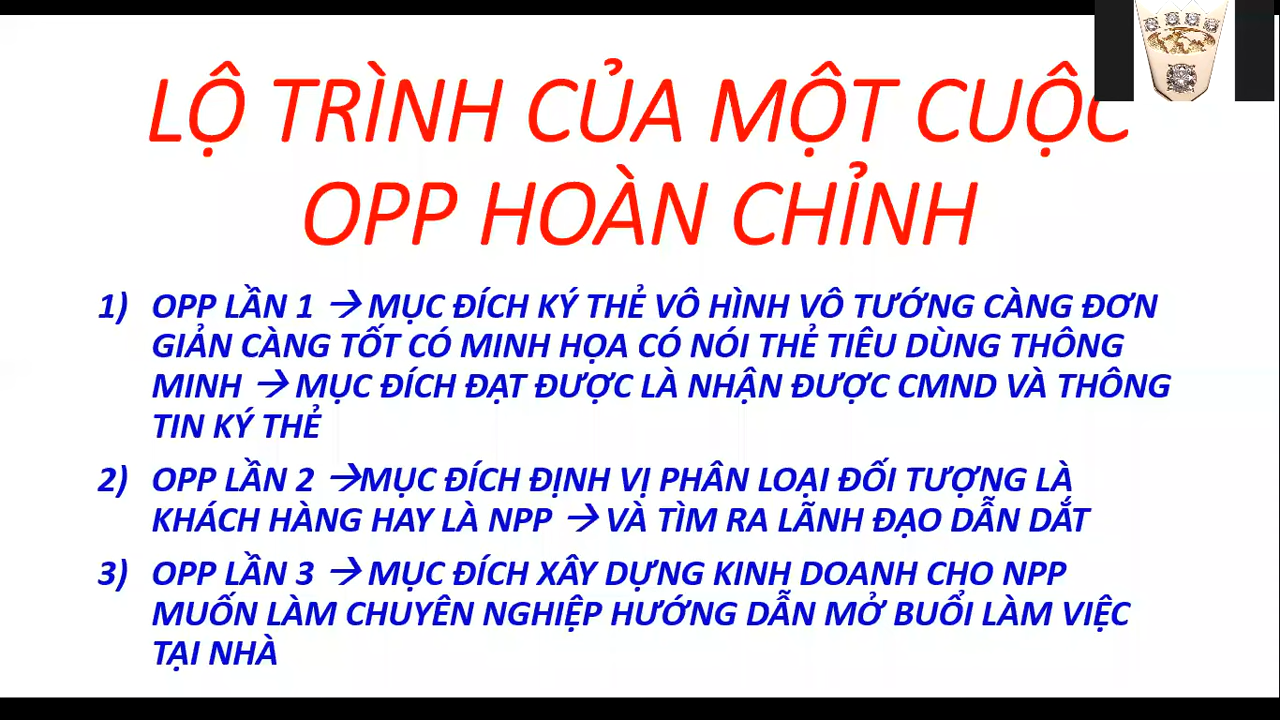 LỘ TRÌNH CỦA MỘT CUỘC
OPP HOÀN CHỈNH
1) OPP LẦN 1 → MỤC ĐÍCH KÝ THẺ VÔ HÌNH VÔ TƯỚNG CÀNG ĐƠN
GIẢN CÀNG TỐT CÓ MINH HỌA CÓ NÓI THẺ TIÊU DÙNG THÔNG
MINH → MỤC ĐÍCH ĐẠT ĐƯỢC LÀ NHẬN ĐƯỢC CMND VÀ THÔNG
TIN KÝ THẺ
2) OPP LẦN 2 →MỤC ĐÍCH ĐỊNH VỊ PHÂN LOẠI ĐỐI TƯỢNG LÀ
KHÁCH HÀNG HAY LÀ NPP → VÀ TÌM RA LÃNH ĐẠO DẪN DẮT
3) OPP LẦN 3 → MỤC ĐÍCH XÂY DỰNG KINH DOANH CHO NPP
MUỐN LÀM CHUYÊN NGHIỆP HƯỚNG DẪN MỞ BUỔI LÀM VIỆC
TẠI NHÀ